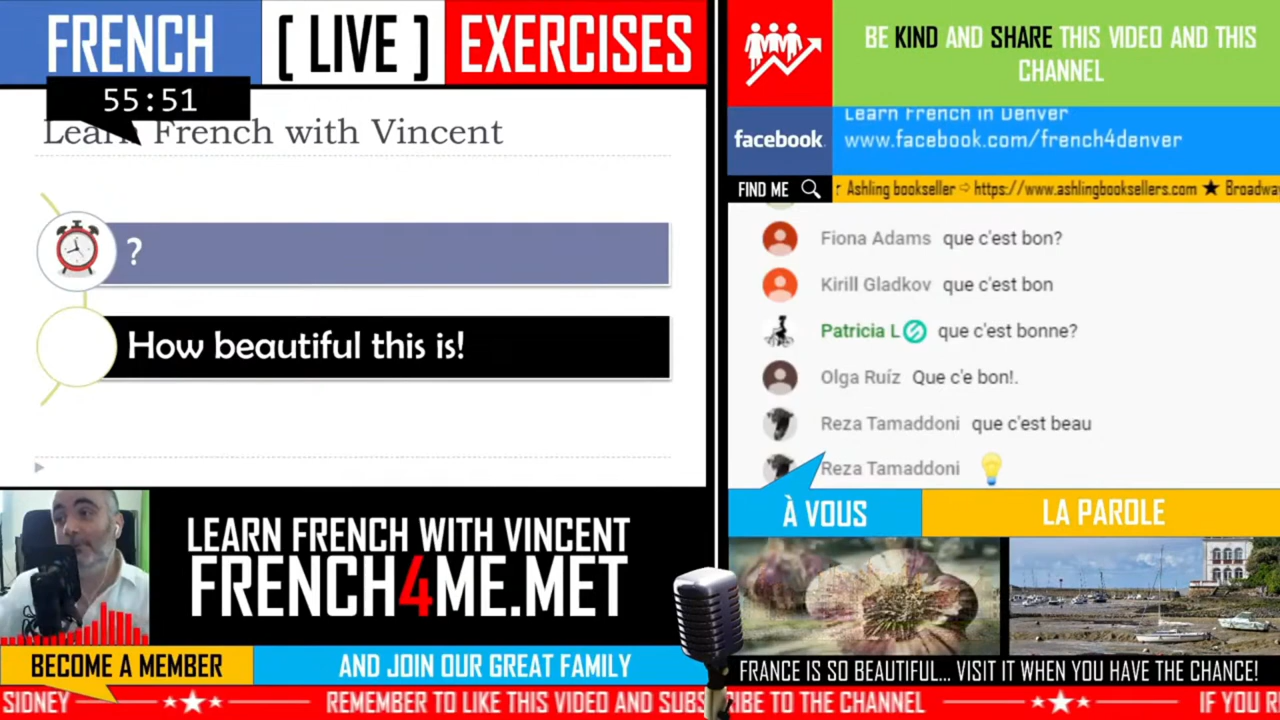 FRENCH [ LIVE ] EXERCISES
55:51
Learn French with Vincent
?
How beautiful this is!
LEARN FRENCH WITH VINCENT
FRENCH4ME.MET
BECOME A MEMBER
AND JOIN OUR GREAT FAMILY
BE KIND AND SHARE THIS VIDEO AND THIS
CHANNEL
facebook.
Learn French in Denver
www.facebook.com/french4denver
FIND ME
r Ashling bookseller ⇨ https://www.ashlingbooksellers.com ★ Broadwa
Fiona Adams que c'est bon?
Kirill Gladkov que c'est bon
Patricia L que c'est bonne?
Olga Ruíz Que c'e bon!.
Reza Tamaddoni que c'est beau
Reza Tamaddoni 💡
À VOUS
LA PAROLE
FRANCE IS SO BEAUTIFUL... VISIT IT WHEN YOU HAVE THE CHANCE!
SIDNEY ★ REMEMBER TO LIKE THIS VIDEO AND SUBSCRIBE TO THE CHANNEL ★ IF YOU R